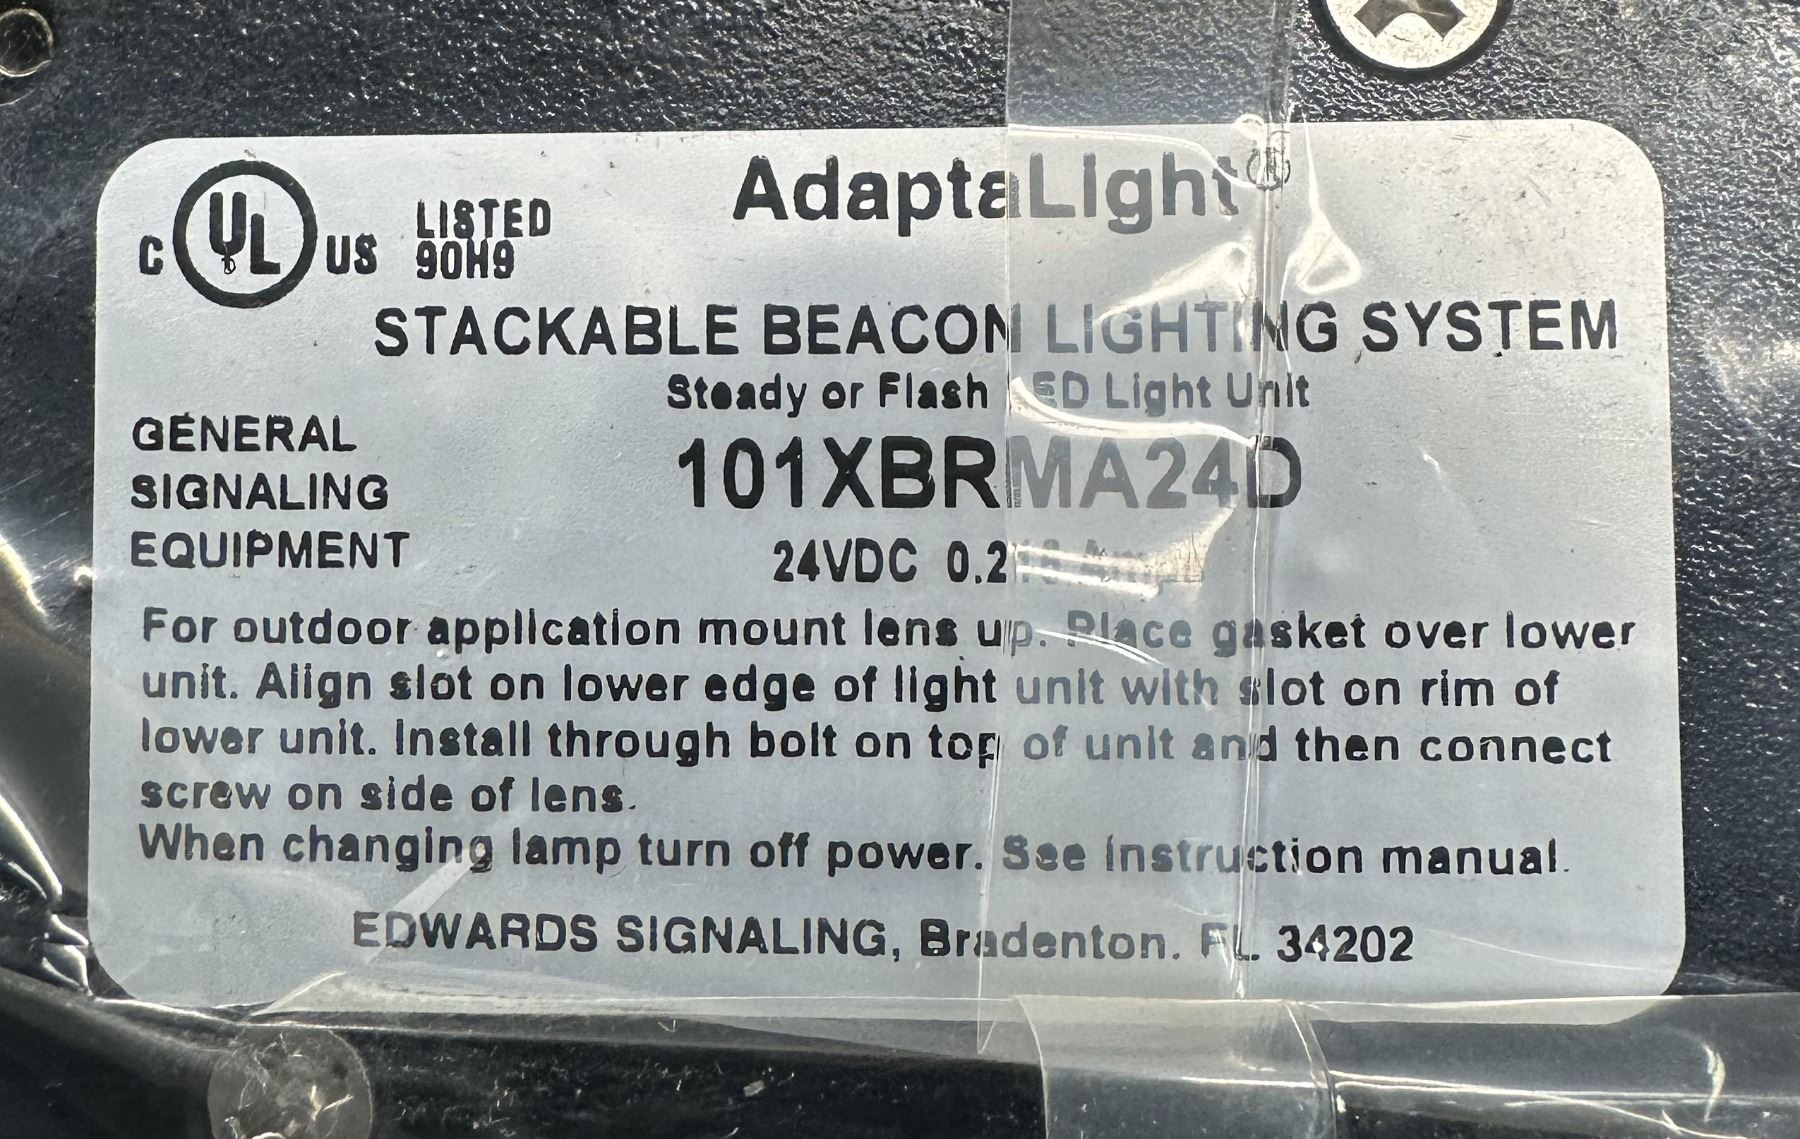 AdaptaLight®
C UL US LISTED
90H9
STACKABLE BEACON LIGHTING SYSTEM
Steady or Flash LED Light Unit
GENERAL
SIGNALING
EQUIPMENT
101XBRMA24D
24VDC
For outdoor application mount lens up. Place gasket over lower
unit. Align slot on lower edge of light unit with slot on rim of
lower unit. Install through bolt on top of unit and then connect
screw on side of lens.
When changing lamp turn off power. See instruction manual.
EDWARDS SIGNALING, Bradenton. FL. 34202